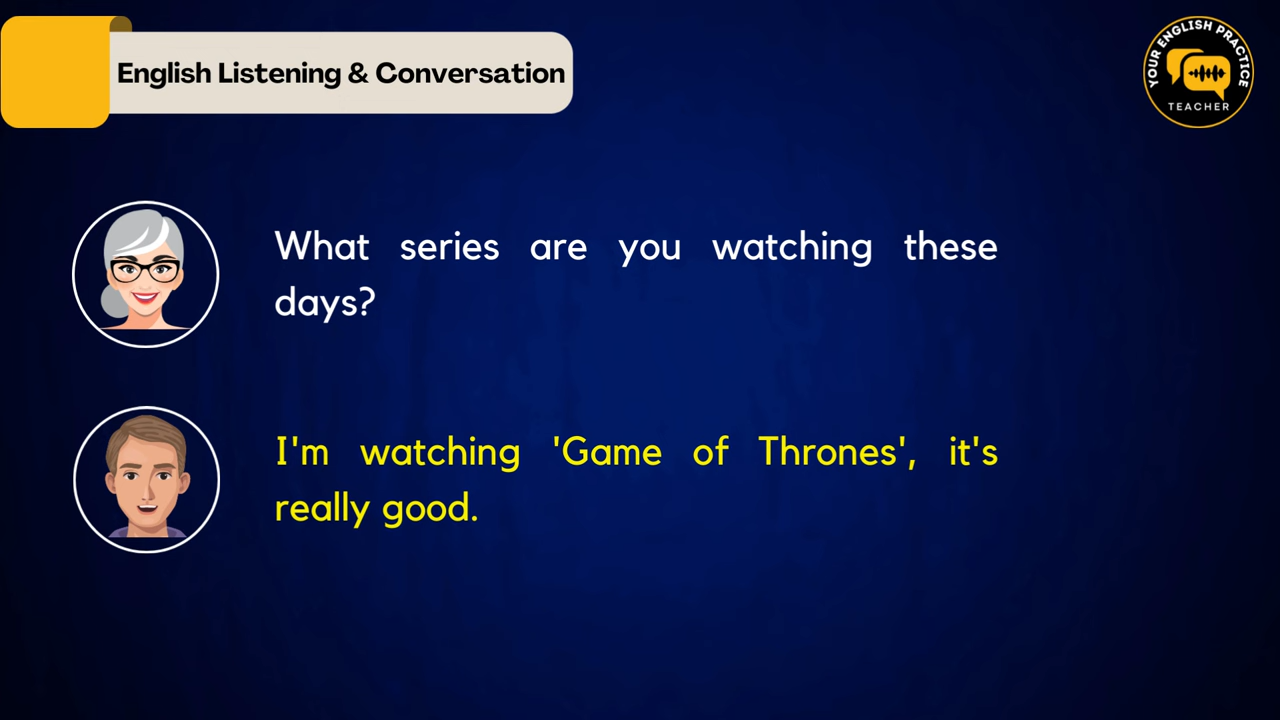 English Listening & Conversation
YOUR ENGLISH PRACTICE
TEACHER
What series are you watching these
days?
I'm watching 'Game of Thrones', it's
really good.